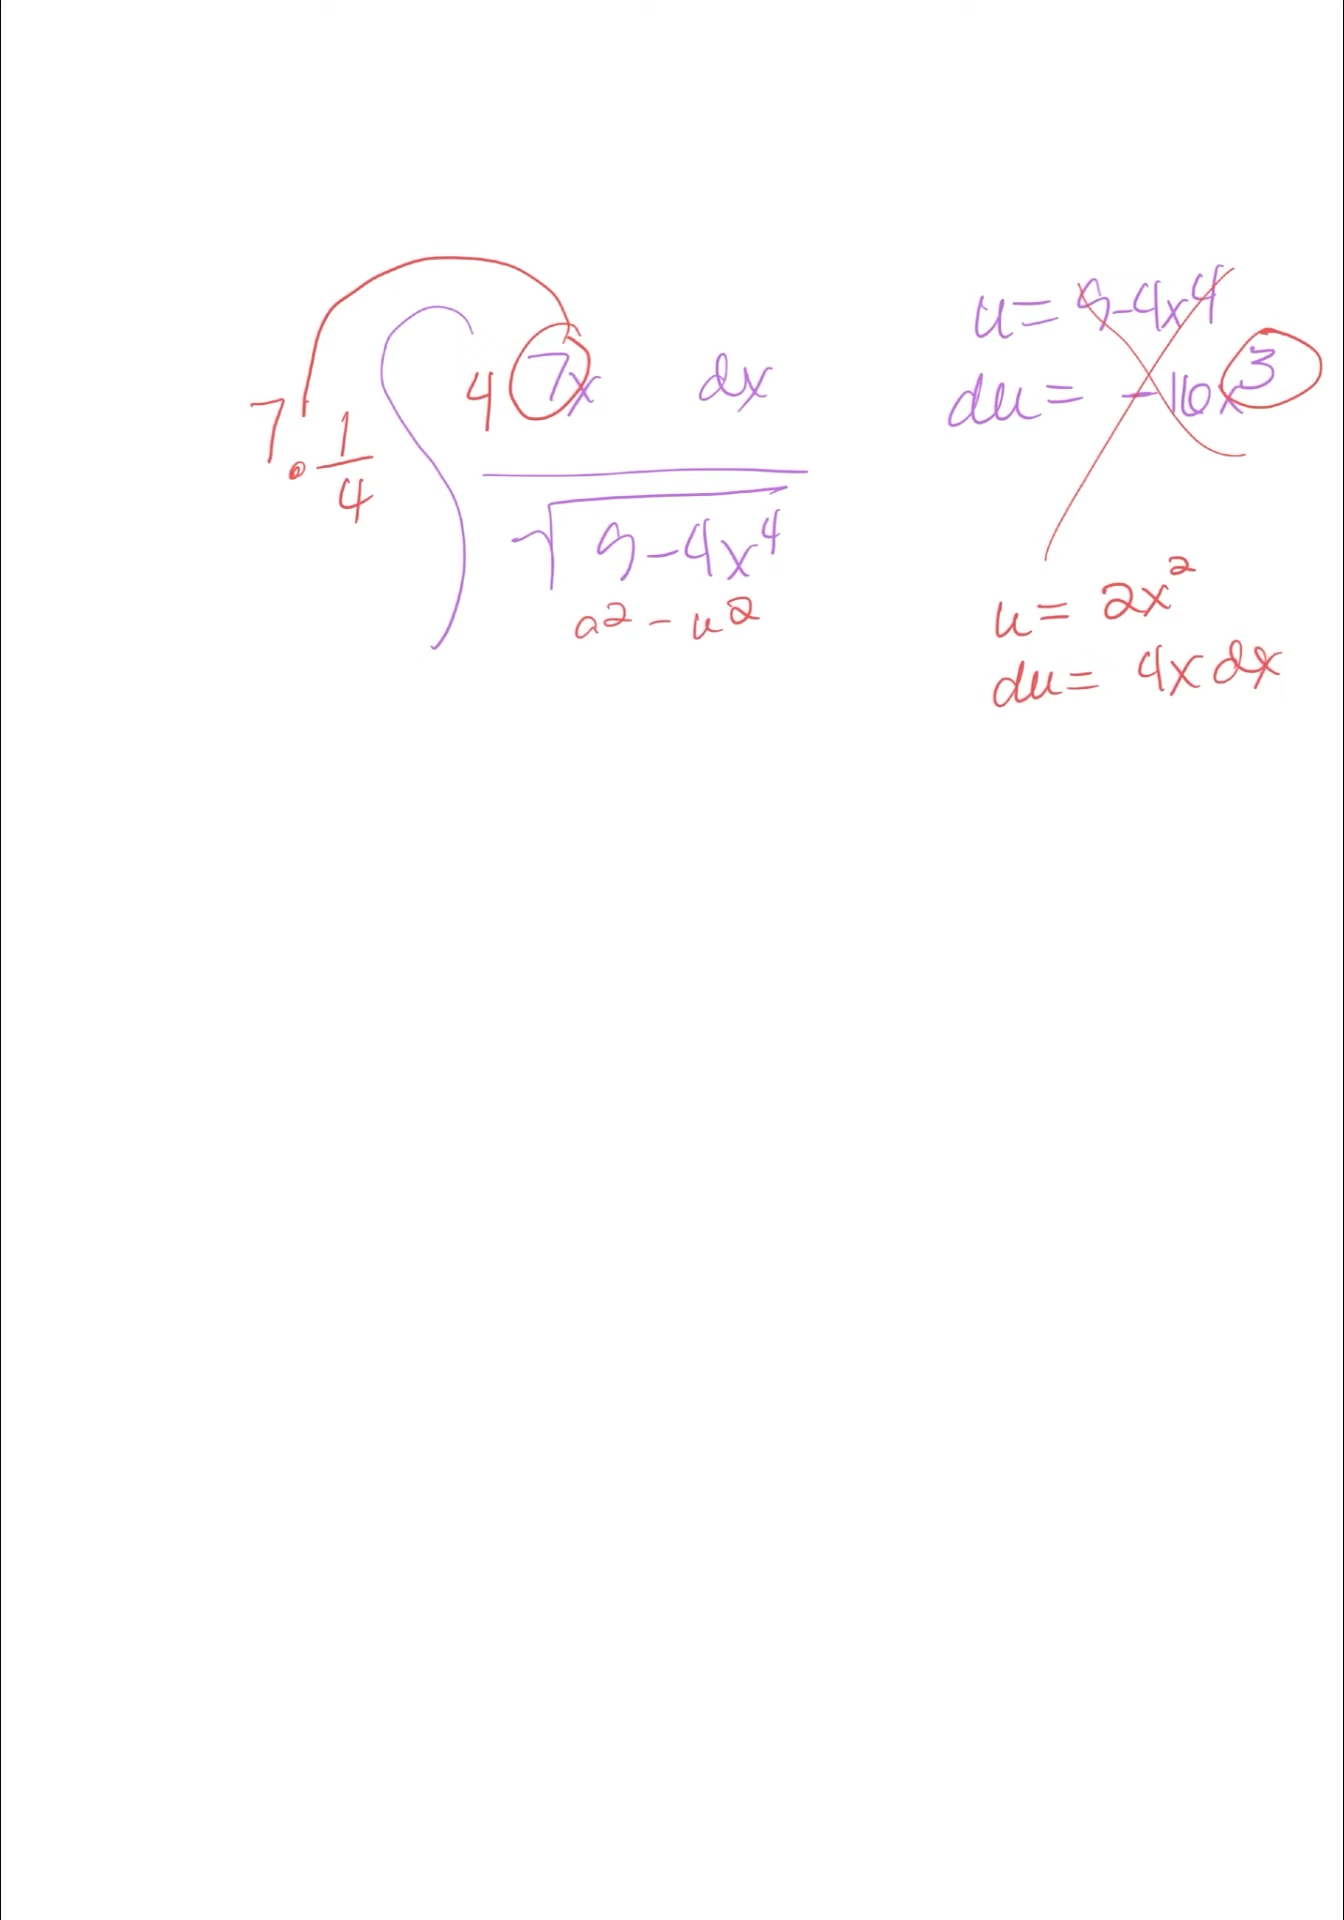 7 · 1/4 ∫ 4 7x dx / √(9-4x⁴)
a² - u²
u = 9-4x⁴
du = -16x³
u = 2x²
du = 4x dx